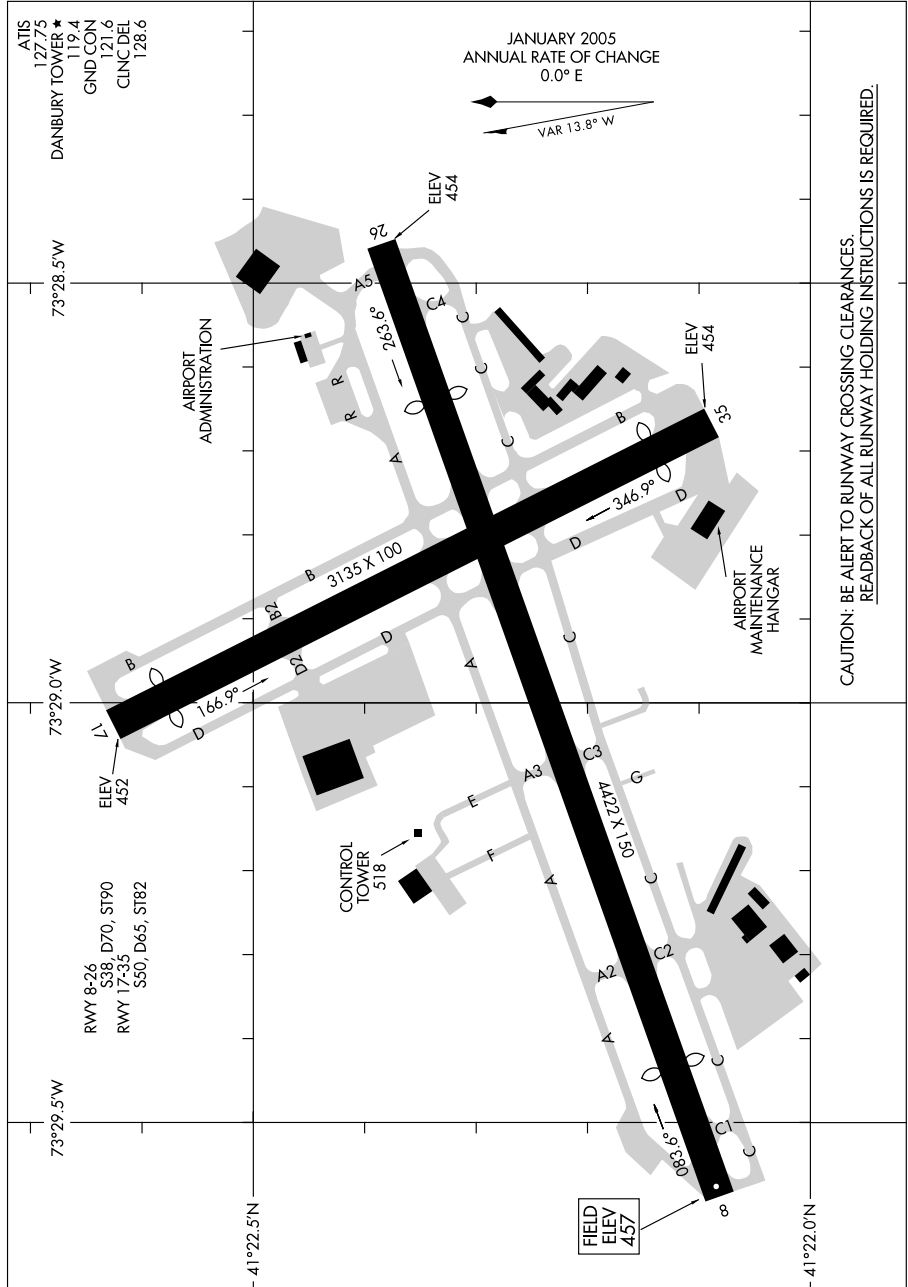 ATIS
127.75
DANBURY TOWER ★
119.4
GND CON
121.6
CLNC DEL
128.6
JANUARY 2005
ANNUAL RATE OF CHANGE
0.0° E
VAR 13.8° W
73°28.5'W
73°29.0'W
73°29.5'W
41°22.5'N
41°22.0'N
RWY 8-26
S38, D70, ST90
RWY 17-35
S50, D65, ST82
AIRPORT
ADMINISTRATION
R
R
A5
26
ELEV
454
263.6°
C4
C
C
C
A
ELEV
454
35
B
346.9°
D
D
AIRPORT
MAINTENANCE
HANGAR
3135 X 100
B
B2
B
D2
D
D
166.9°
17
ELEV
452
A
C
CONTROL
TOWER
518
E
F
A3
C3
G
4422 X 150
A
C
A2
C2
A
C
083.6°
C1
C
8
FIELD
ELEV
457
CAUTION: BE ALERT TO RUNWAY CROSSING CLEARANCES.
READBACK OF ALL RUNWAY HOLDING INSTRUCTIONS IS REQUIRED.